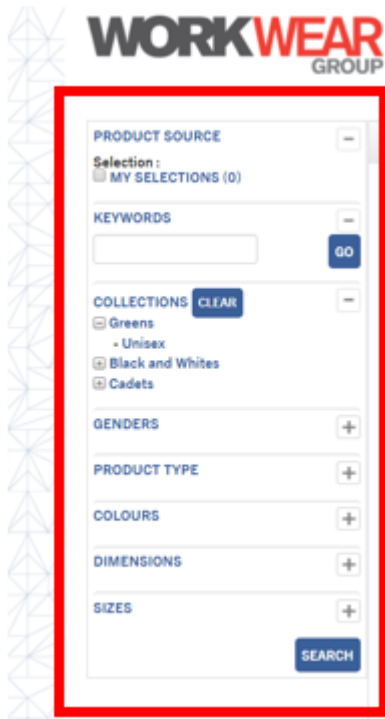 WORKWEAR
GROUP
PRODUCT SOURCE
Selection :
MY SELECTIONS (0)
KEYWORDS
GO
COLLECTIONS CLEAR
Greens
- Unisex
Black and Whites
Cadets
GENDERS
PRODUCT TYPE
COLOURS
DIMENSIONS
SIZES
SEARCH